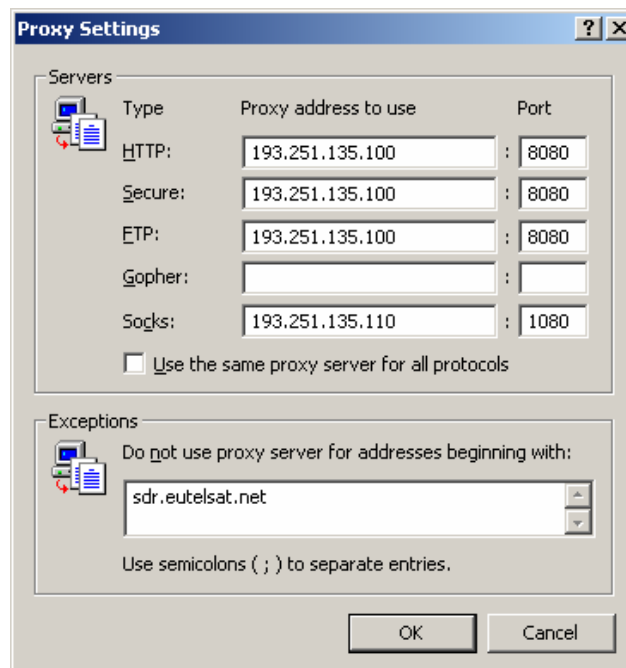 Proxy Settings
Servers
Type Proxy address to use Port
HTTP: 193.251.135.100 : 8080
Secure: 193.251.135.100 : 8080
FTP: 193.251.135.100 : 8080
Gopher: :
Socks: 193.251.135.110 : 1080
Use the same proxy server for all protocols
Exceptions
Do not use proxy server for addresses beginning with:
sdr.eutelsat.net
Use semicolons ( ; ) to separate entries.
OK Cancel